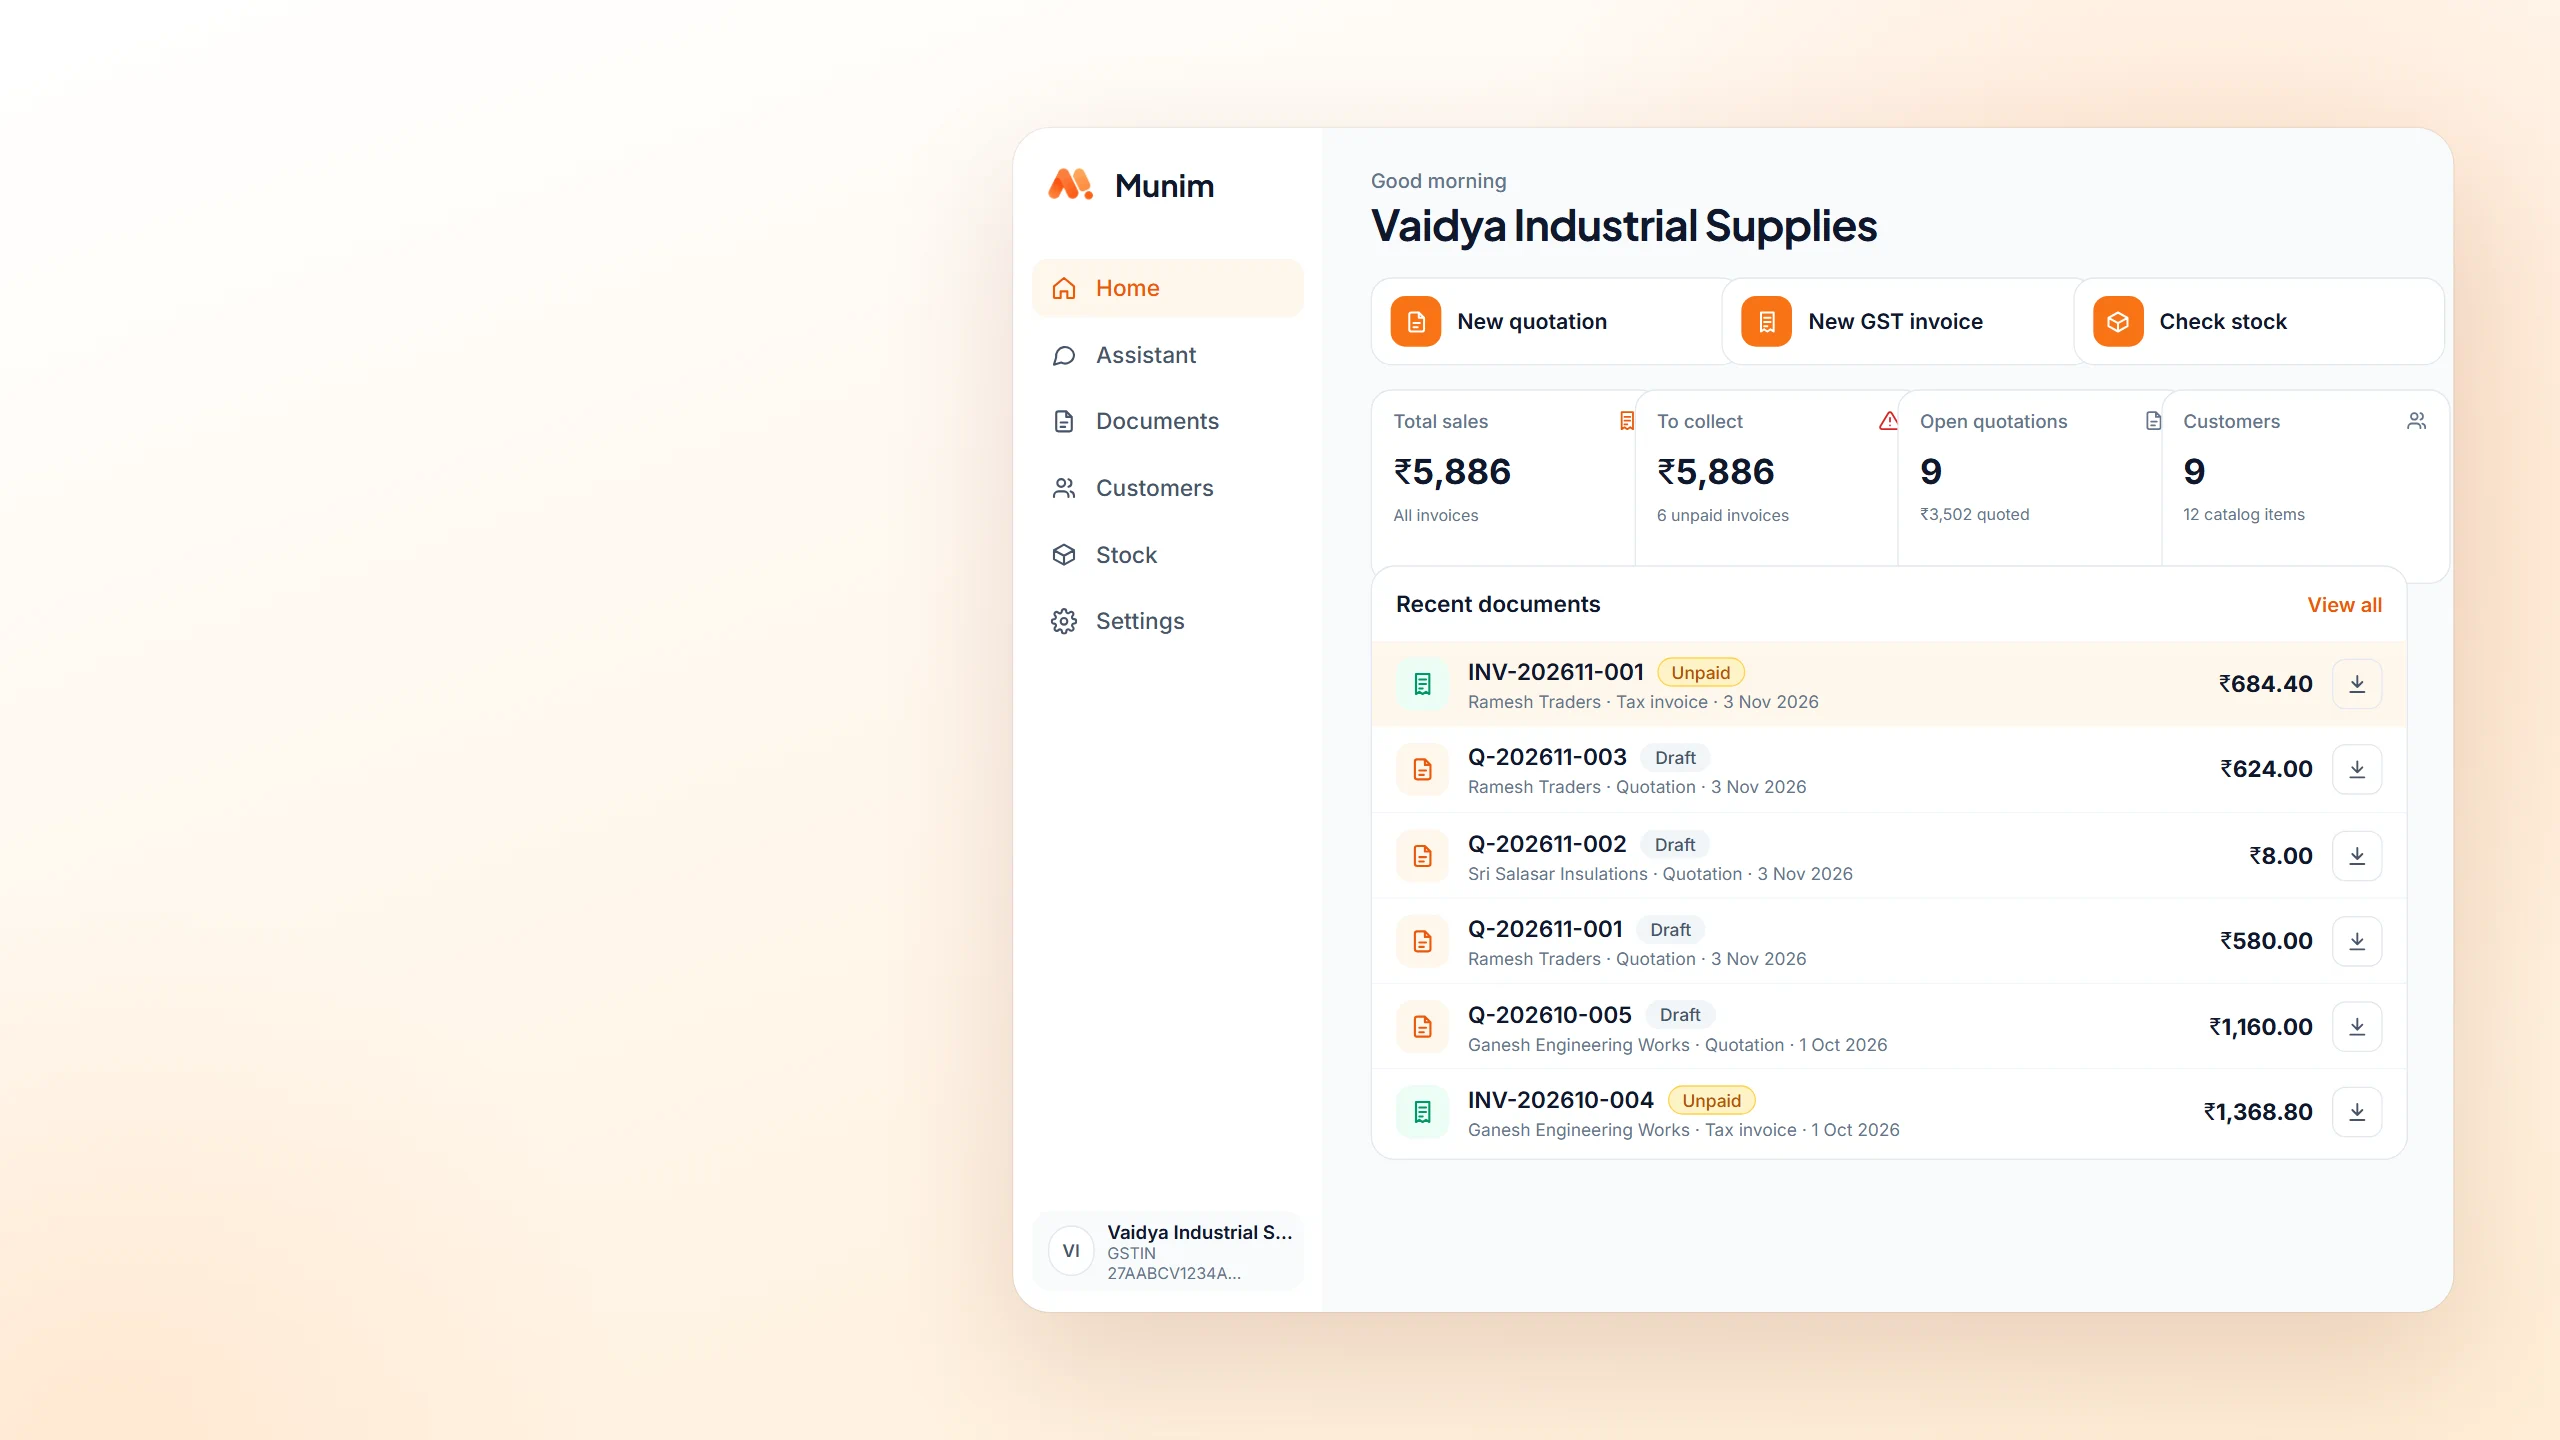 Munim
Home
Assistant
Documents
Customers
Stock
Settings
Vaidya Industrial S...
VI
GSTIN
27AABCV1234A...
Good morning
Vaidya Industrial Supplies
New quotation
New GST invoice
Check stock
Total sales
₹5,886
All invoices
To collect
₹5,886
6 unpaid invoices
Open quotations
9
₹3,502 quoted
Customers
9
12 catalog items
Recent documents
View all
INV-202611-001 Unpaid
Ramesh Traders · Tax invoice · 3 Nov 2026
₹684.40
Q-202611-003 Draft
Ramesh Traders · Quotation · 3 Nov 2026
₹624.00
Q-202611-002 Draft
Sri Salasar Insulations · Quotation · 3 Nov 2026
₹8.00
Q-202611-001 Draft
Ramesh Traders · Quotation · 3 Nov 2026
₹580.00
Q-202610-005 Draft
Ganesh Engineering Works · Quotation · 1 Oct 2026
₹1,160.00
INV-202610-004 Unpaid
Ganesh Engineering Works · Tax invoice · 1 Oct 2026
₹1,368.80